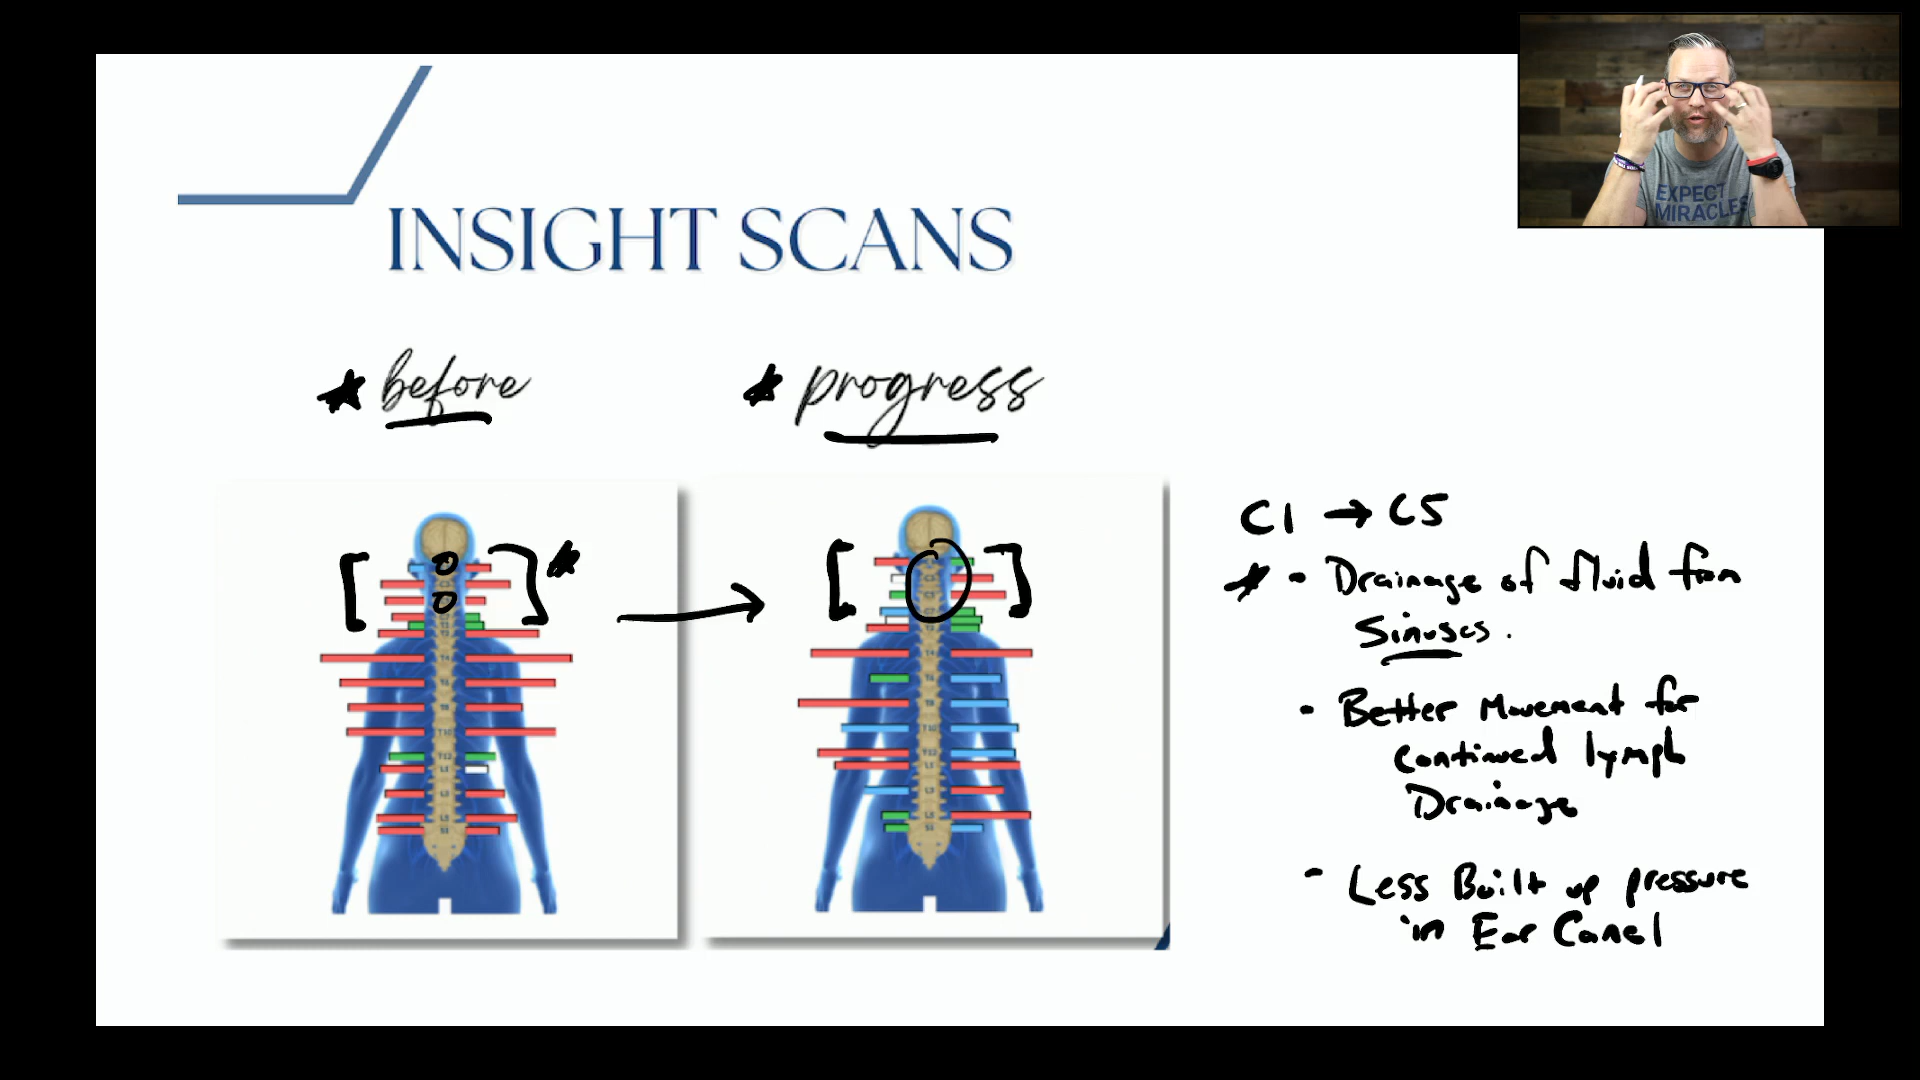 INSIGHT SCANS
before
progress
C1 → C5
- Drainage of fluid from
Sinuses.
- Better Movement for
continued lymph
Drainage
- Less Built up pressure
in Ear Canal
EXPECT
MIRACLES